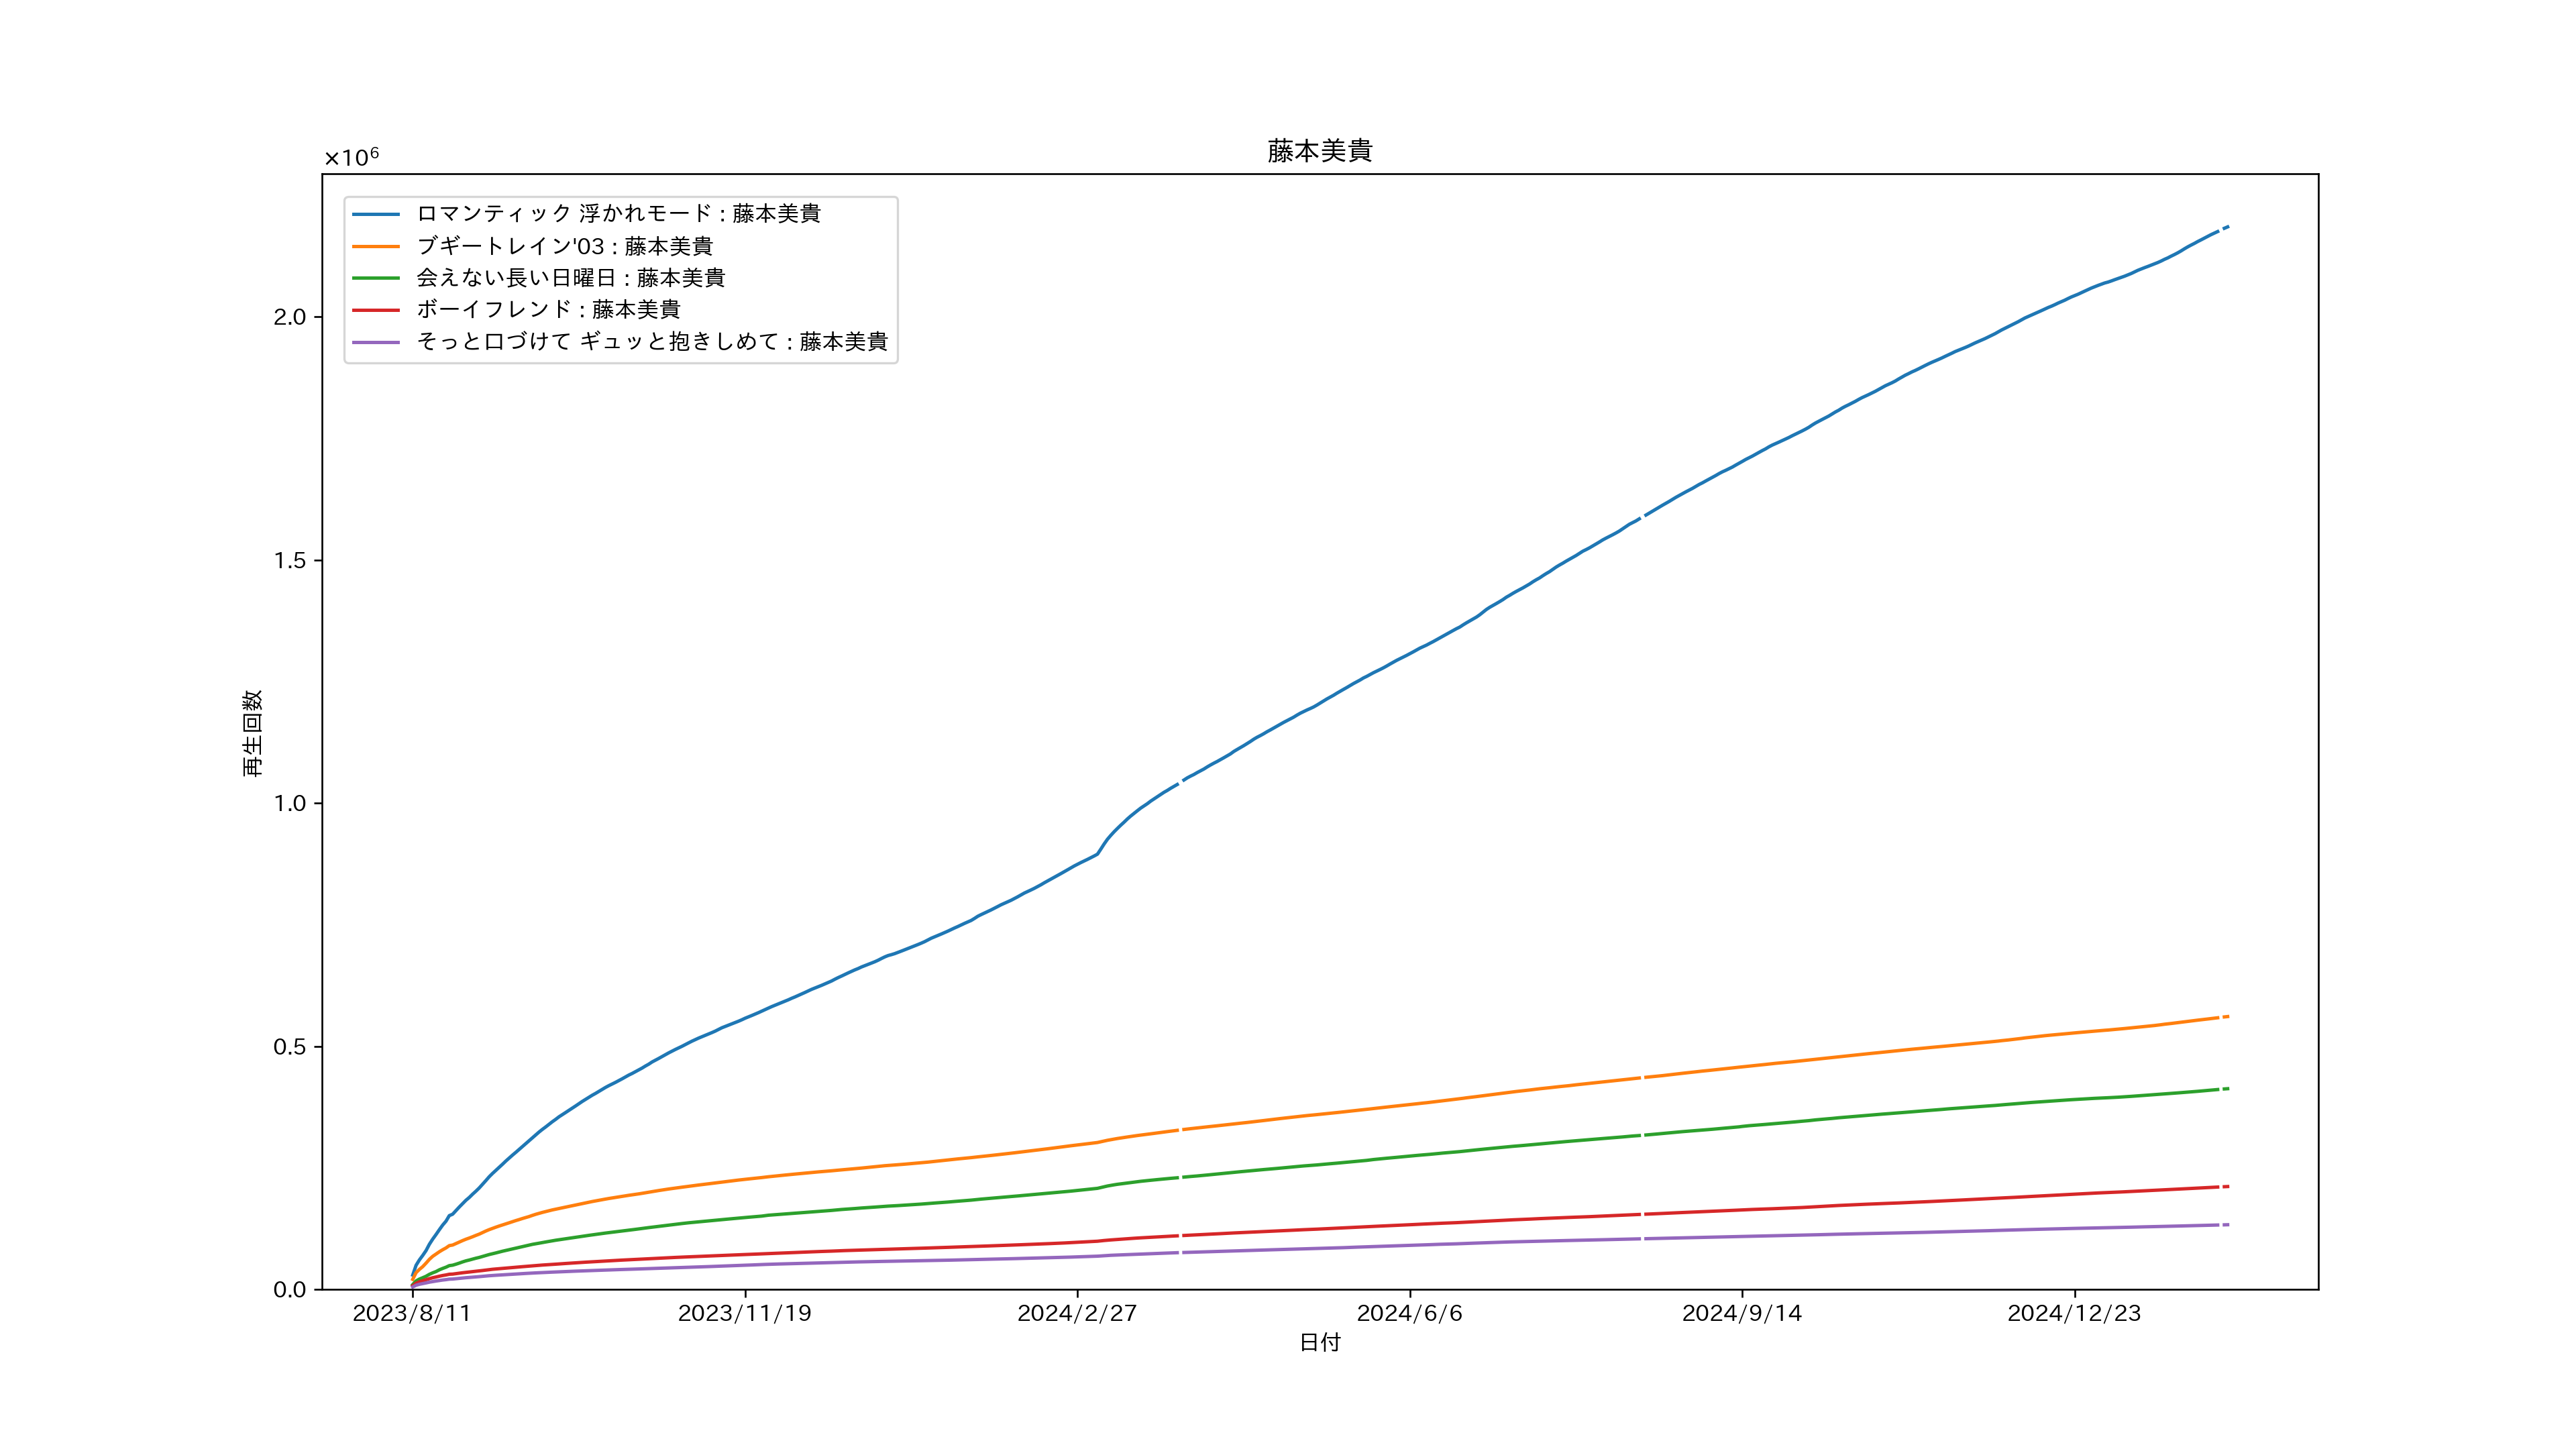 藤本美貴
×10⁶
ロマンティック 浮かれモード : 藤本美貴
ブギートレイン'03 : 藤本美貴
会えない長い日曜日 : 藤本美貴
ボーイフレンド : 藤本美貴
そっと口づけて ギュッと抱きしめて : 藤本美貴
2.0
1.5
1.0
0.5
0.0
再生回数
2023/8/11
2023/11/19
2024/2/27
2024/6/6
2024/9/14
2024/12/23
日付